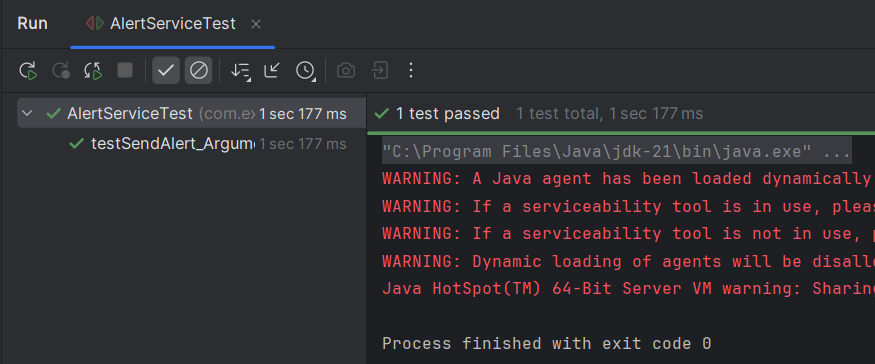 Run AlertServiceTest
AlertServiceTest (com.ex 1 sec 177 ms
1 test passed 1 test total, 1 sec 177 ms
testSendAlert_Argum 1 sec 177 ms
"C:\Program Files\Java\jdk-21\bin\java.exe" ...
WARNING: A Java agent has been loaded dynamically
WARNING: If a serviceability tool is in use, pleas
WARNING: If a serviceability tool is not in use, p
WARNING: Dynamic loading of agents will be disallo
Java HotSpot(TM) 64-Bit Server VM warning: Sharing
Process finished with exit code 0